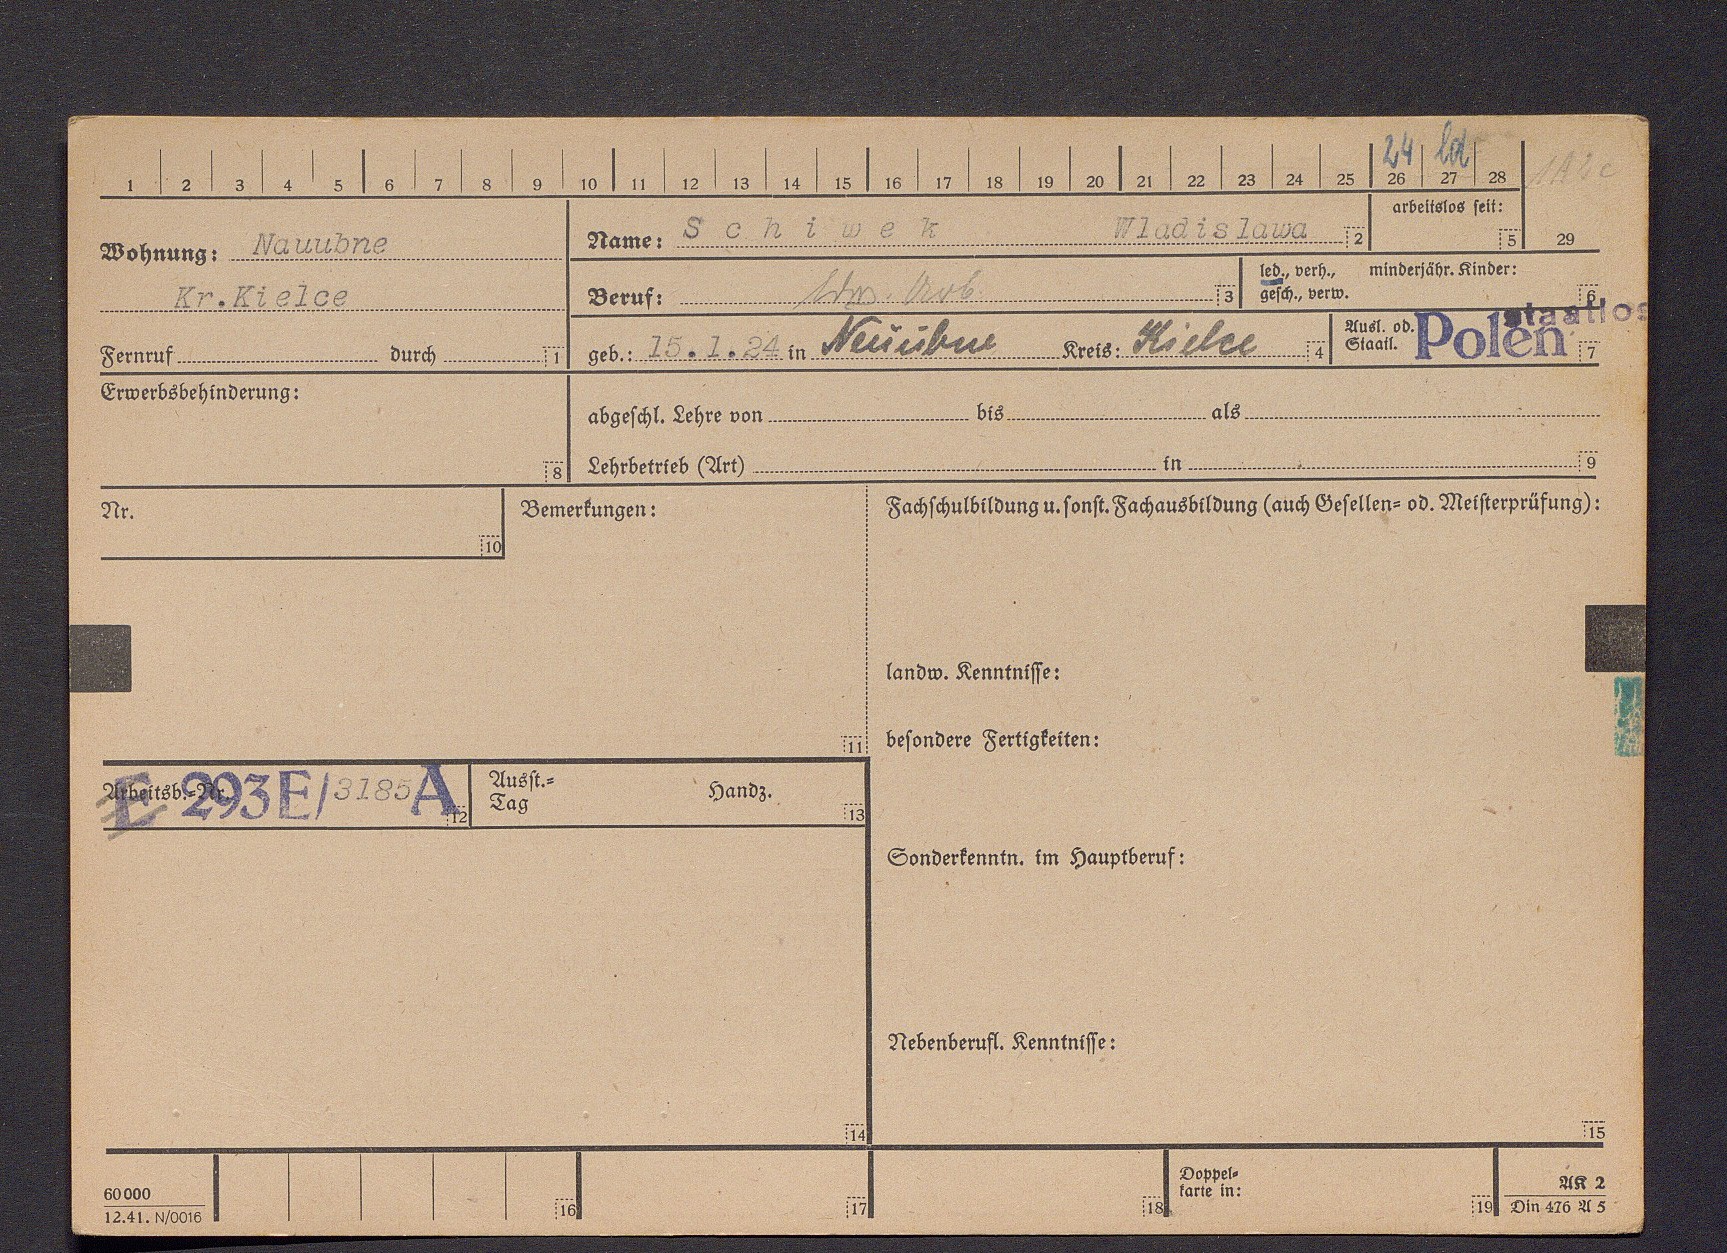 24 ld
1A2c
1 2 3 4 5 6 7 8 9 10 11 12 13 14 15 16 17 18 19 20 21 22 23 24 25 26 27 28
Wohnung: Nauubne
Kr.Kielce
Fernruf durch 1
Name: Schiwek Wladislawa 2
arbeitslos seit:
5 29
Beruf: 3
led., verh., minderjähr. Kinder:
gesch., verw. 6
geb.: 15.1.24 in Neuubne Kreis: Kielce 4
Ausl. od.
Staatl. Polen staatlos 7
Erwerbsbehinderung:
8
abgeschl. Lehre von bis als
Lehrbetrieb (Art) in 9
Nr.
10
Bemerkungen:
11
Fachschulbildung u. sonst. Fachausbildung (auch Gesellen- od. Meisterprüfung):
landw. Kenntnisse:
besondere Fertigkeiten:
Arbeitsb.-Nr. E 293E/3185A 12
Ausst.-
Tag Handz. 13
Sonderkenntn. im Hauptberuf:
Nebenberufl. Kenntnisse:
14 15
60000
12.41. N/0016
16 17 18
Doppel-
karte in: 19
AK 2
Din 476 A 5